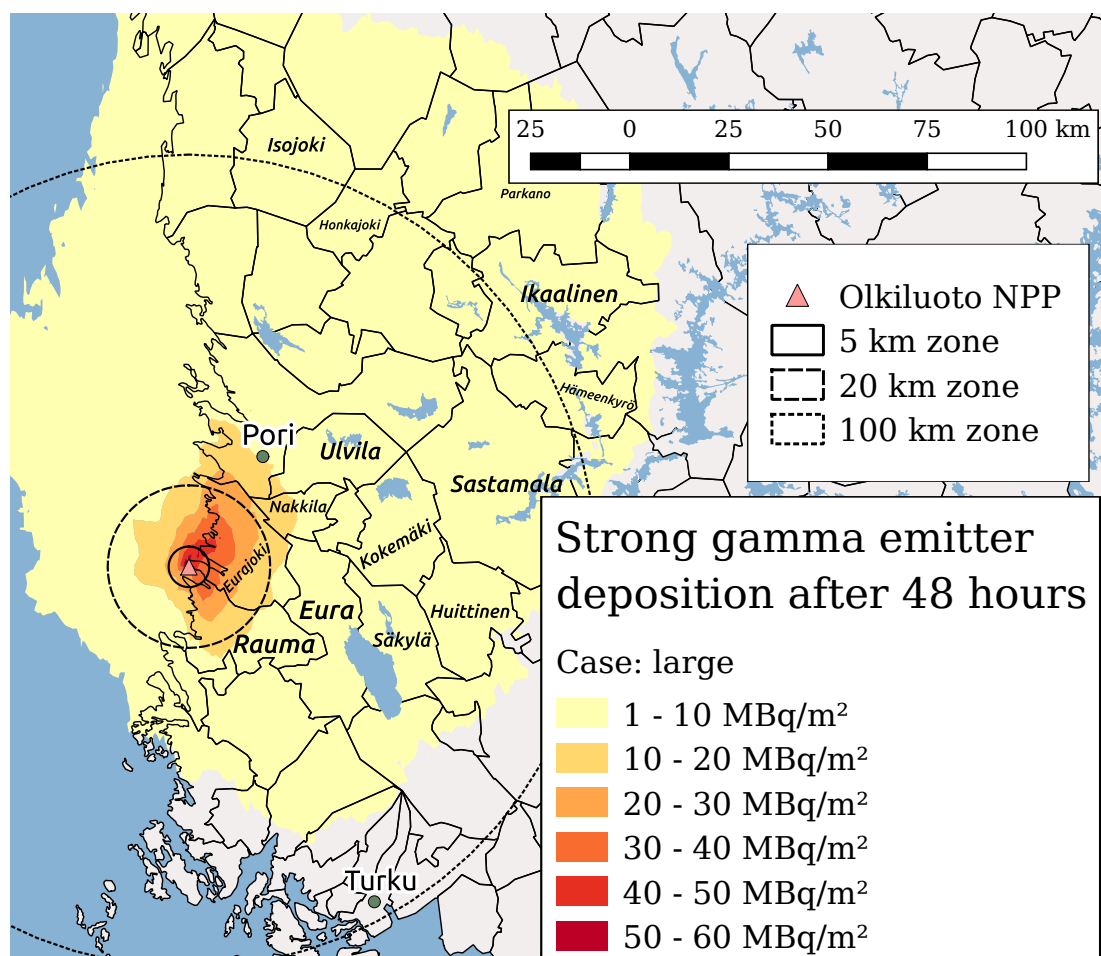 25 0 25 50 75 100 km
Isojoki
Parkano
Honkajoki
Ikaalinen
Olkiluoto NPP
5 km zone
20 km zone
100 km zone
Hämeenkyrö
Pori
Ulvila
Sastamala
Nakkila
Kokemäki
Eurajoki
Eura
Huittinen
Rauma
Säkylä
Turku
Strong gamma emitter
deposition after 48 hours
Case: large
1 - 10 MBq/m²
10 - 20 MBq/m²
20 - 30 MBq/m²
30 - 40 MBq/m²
40 - 50 MBq/m²
50 - 60 MBq/m²